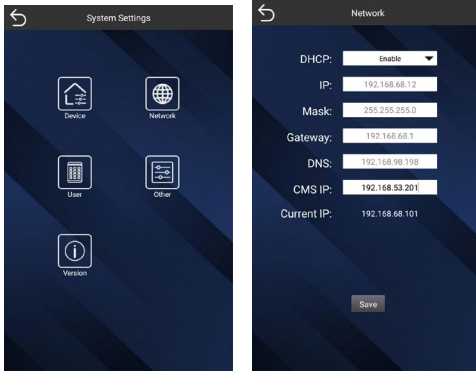 System Settings
Device
Network
User
Other
Version
Network
DHCP: Enable
IP: 192.168.68.12
Mask: 255.255.255.0
Gateway: 192.168.68.1
DNS: 192.168.98.198
CMS IP: 192.168.53.201
Current IP: 192.168.68.101
Save